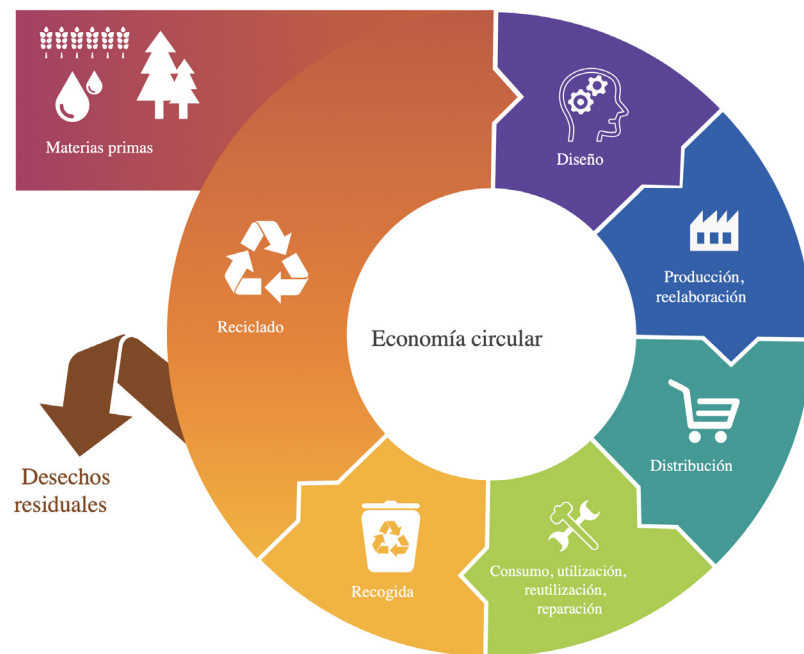 Materias primas
Diseño
Producción,
reelaboración
Reciclado
Economía circular
Distribución
Desechos
residuales
Consumo, utilización,
reutilización,
reparación
Recogida